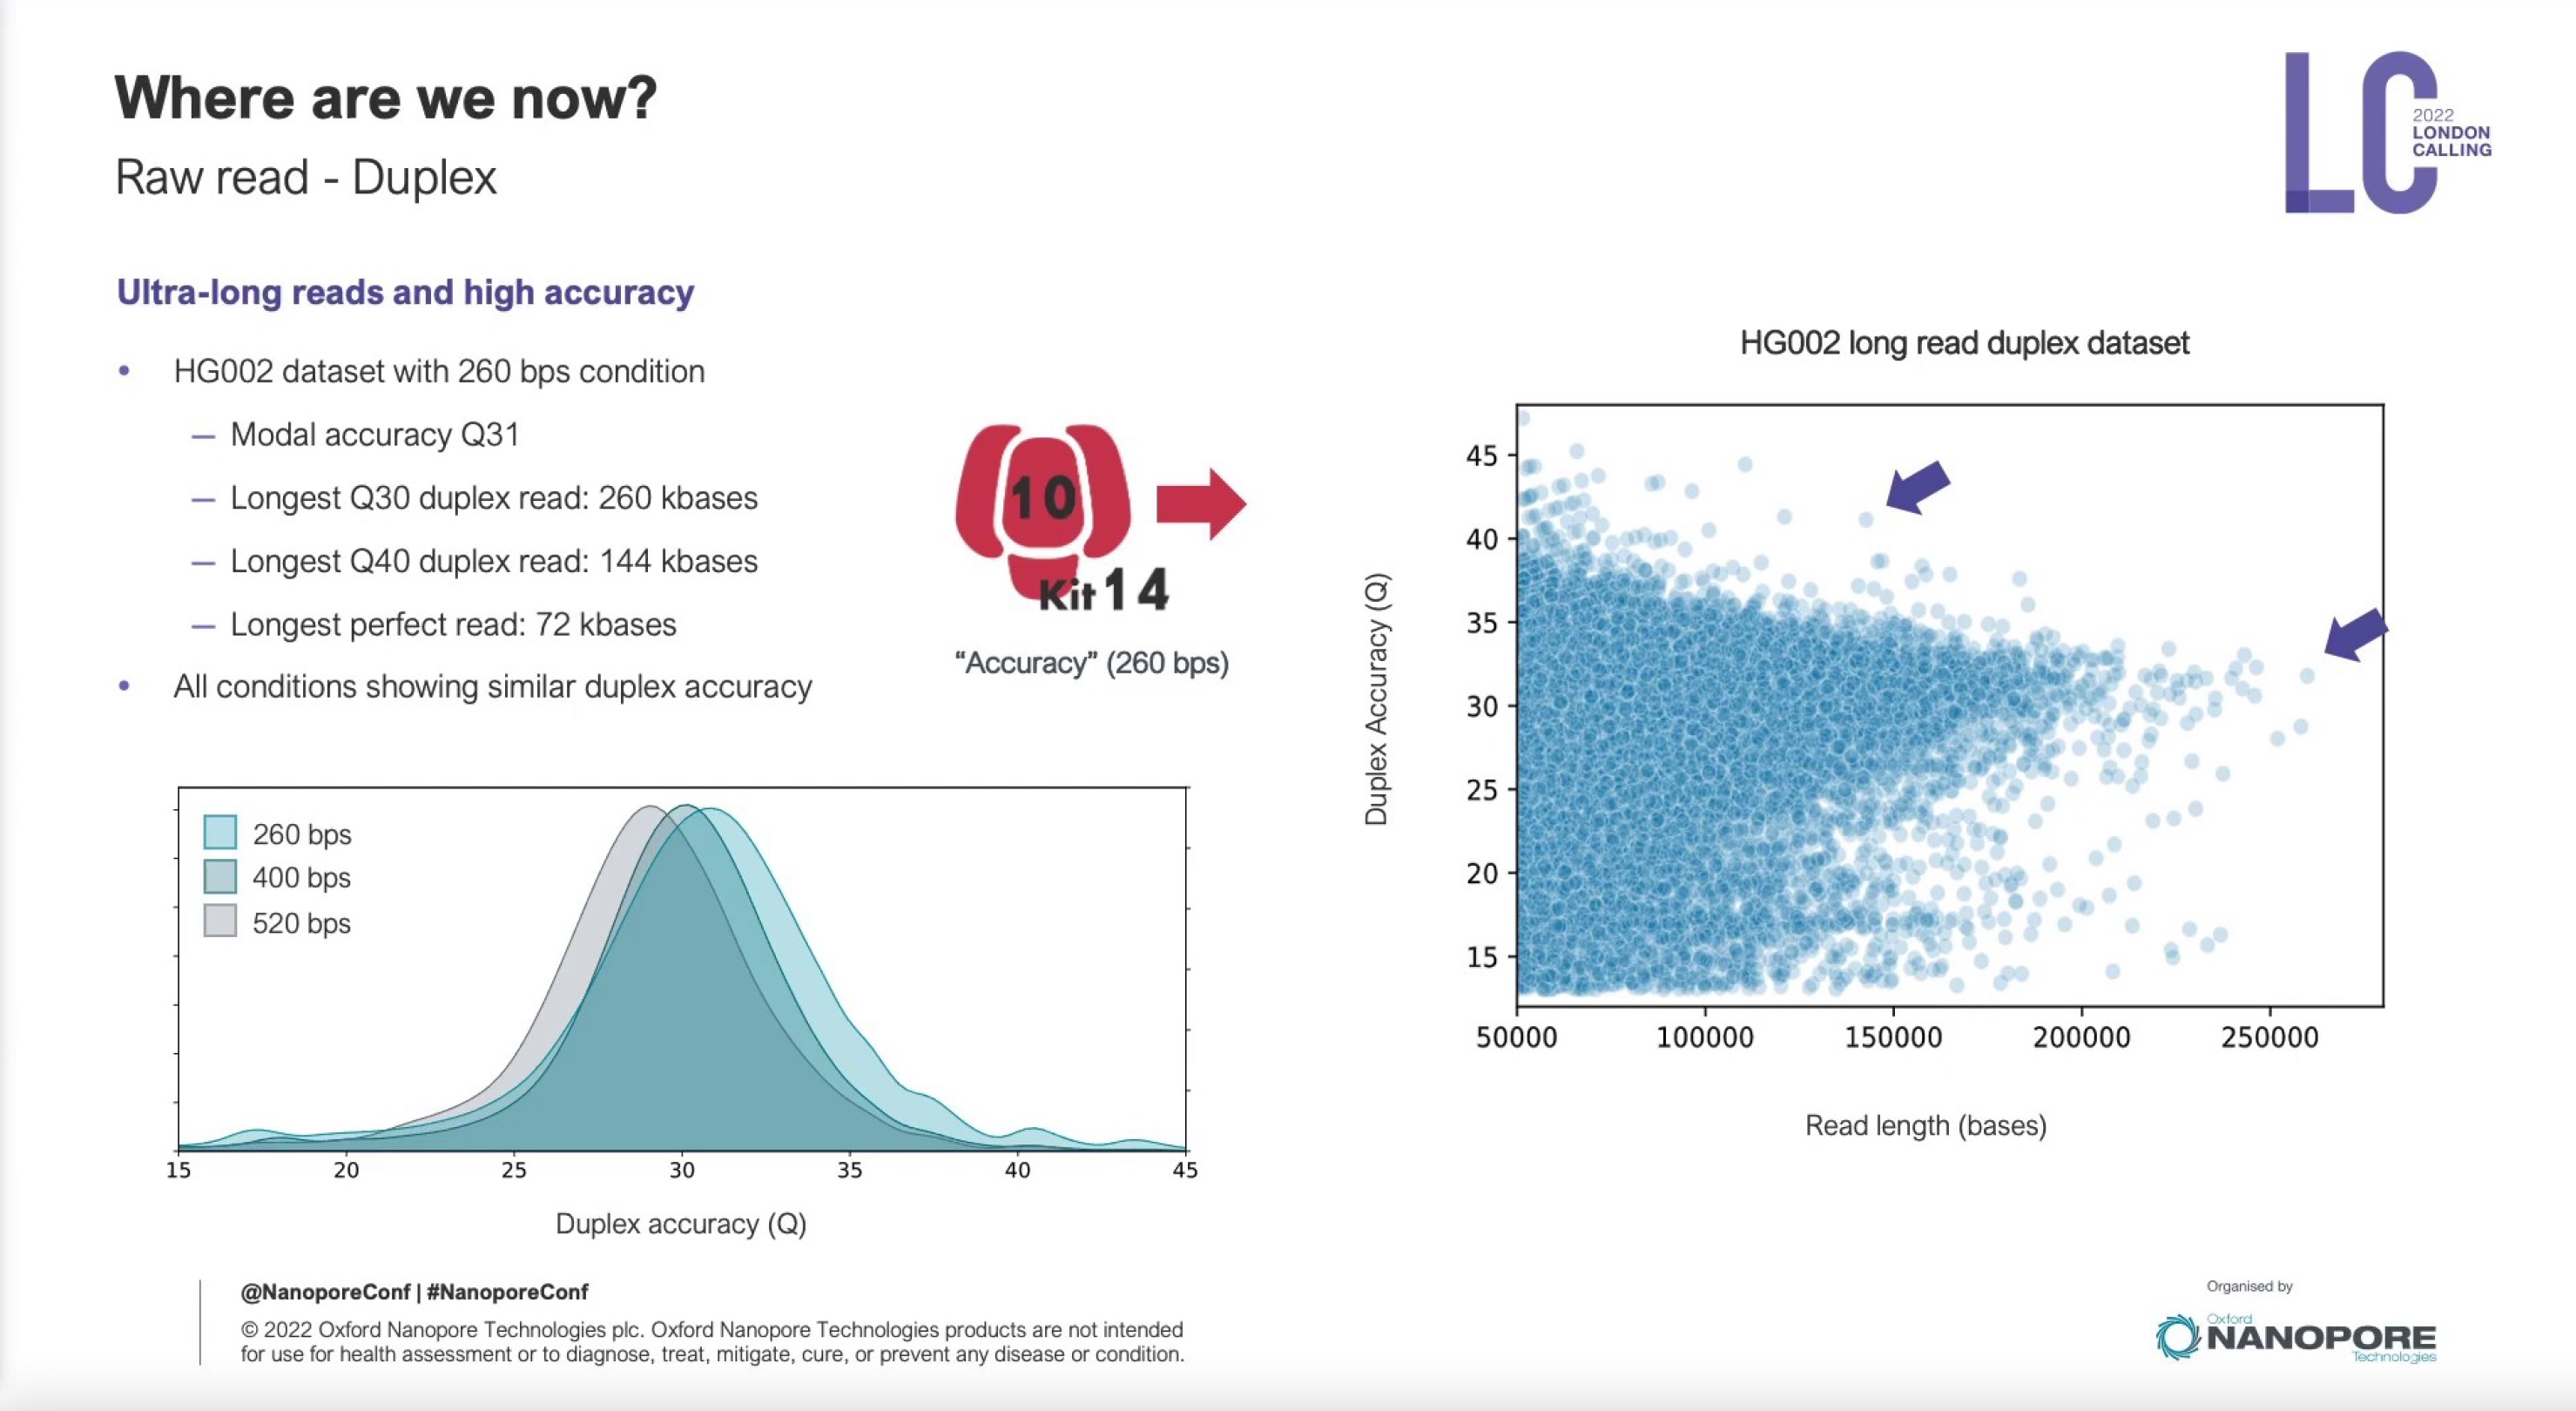 Where are we now?
Raw read - Duplex
LC
2022
LONDON
CALLING
Ultra-long reads and high accuracy
• HG002 dataset with 260 bps condition
— Modal accuracy Q31
— Longest Q30 duplex read: 260 kbases
— Longest Q40 duplex read: 144 kbases
— Longest perfect read: 72 kbases
• All conditions showing similar duplex accuracy
10
Kit 14
“Accuracy” (260 bps)
260 bps
400 bps
520 bps
15 20 25 30 35 40 45
Duplex accuracy (Q)
HG002 long read duplex dataset
Duplex Accuracy (Q)
45
40
35
30
25
20
15
50000 100000 150000 200000 250000
Read length (bases)
@NanoporeConf | #NanoporeConf
© 2022 Oxford Nanopore Technologies plc. Oxford Nanopore Technologies products are not intended
for use for health assessment or to diagnose, treat, mitigate, cure, or prevent any disease or condition.
Organised by
Oxford
NANOPORE
Technologies